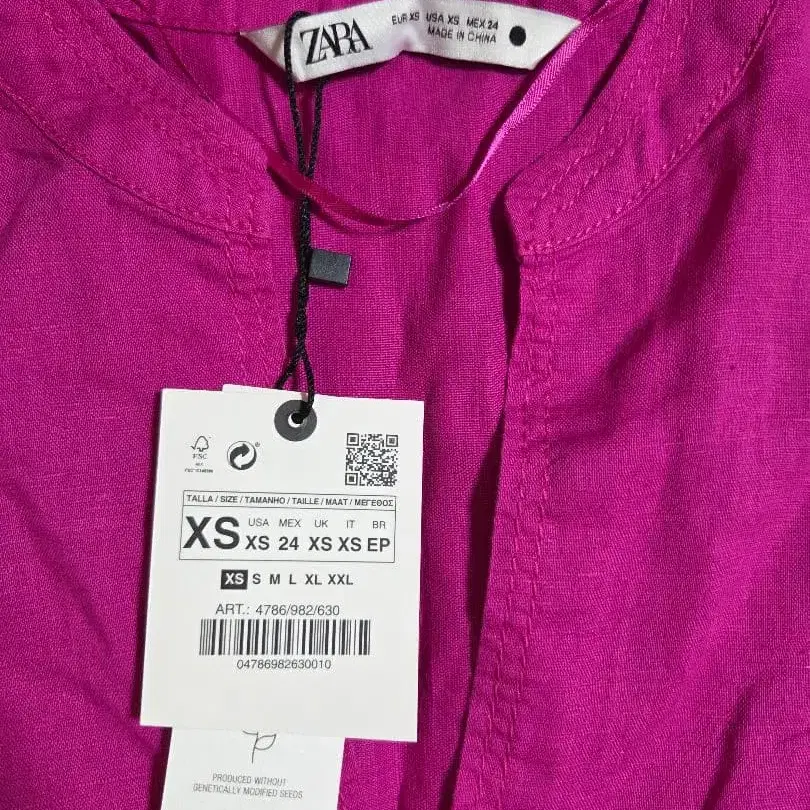 ZARA
EUR XS USA XS MEX 24
MADE IN CHINA
FSC
TALLA / SIZE / TAMANHO / TAILLE / MAAT / ΜΕΓΕΘΟΣ
XS
USA MEX UK IT BR
XS 24 XS XS EP
XS S M L XL XXL
ART.: 4786/982/630
04786982630010
PRODUCED WITHOUT
GENETICALLY MODIFIED SEEDS